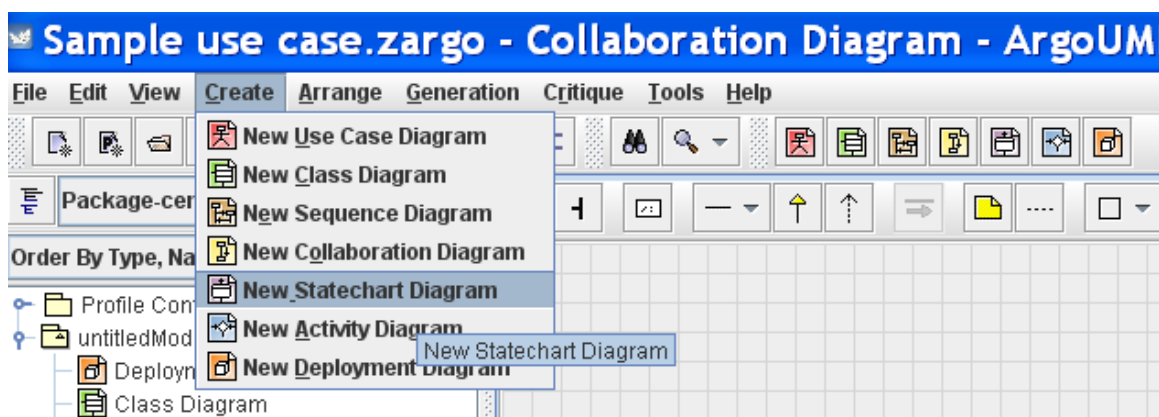 Sample use case.zargo - Collaboration Diagram - ArgoUM
File Edit View Create Arrange Generation Critique Tools Help
New Use Case Diagram
New Class Diagram
Package-cer
New Sequence Diagram
Order By Type, Na
New Collaboration Diagram
New Statechart Diagram
Profile Con
New Activity Diagram
untitledMod
New Statechart Diagram
New Deployment Diagram
Deployn
Class Diagram